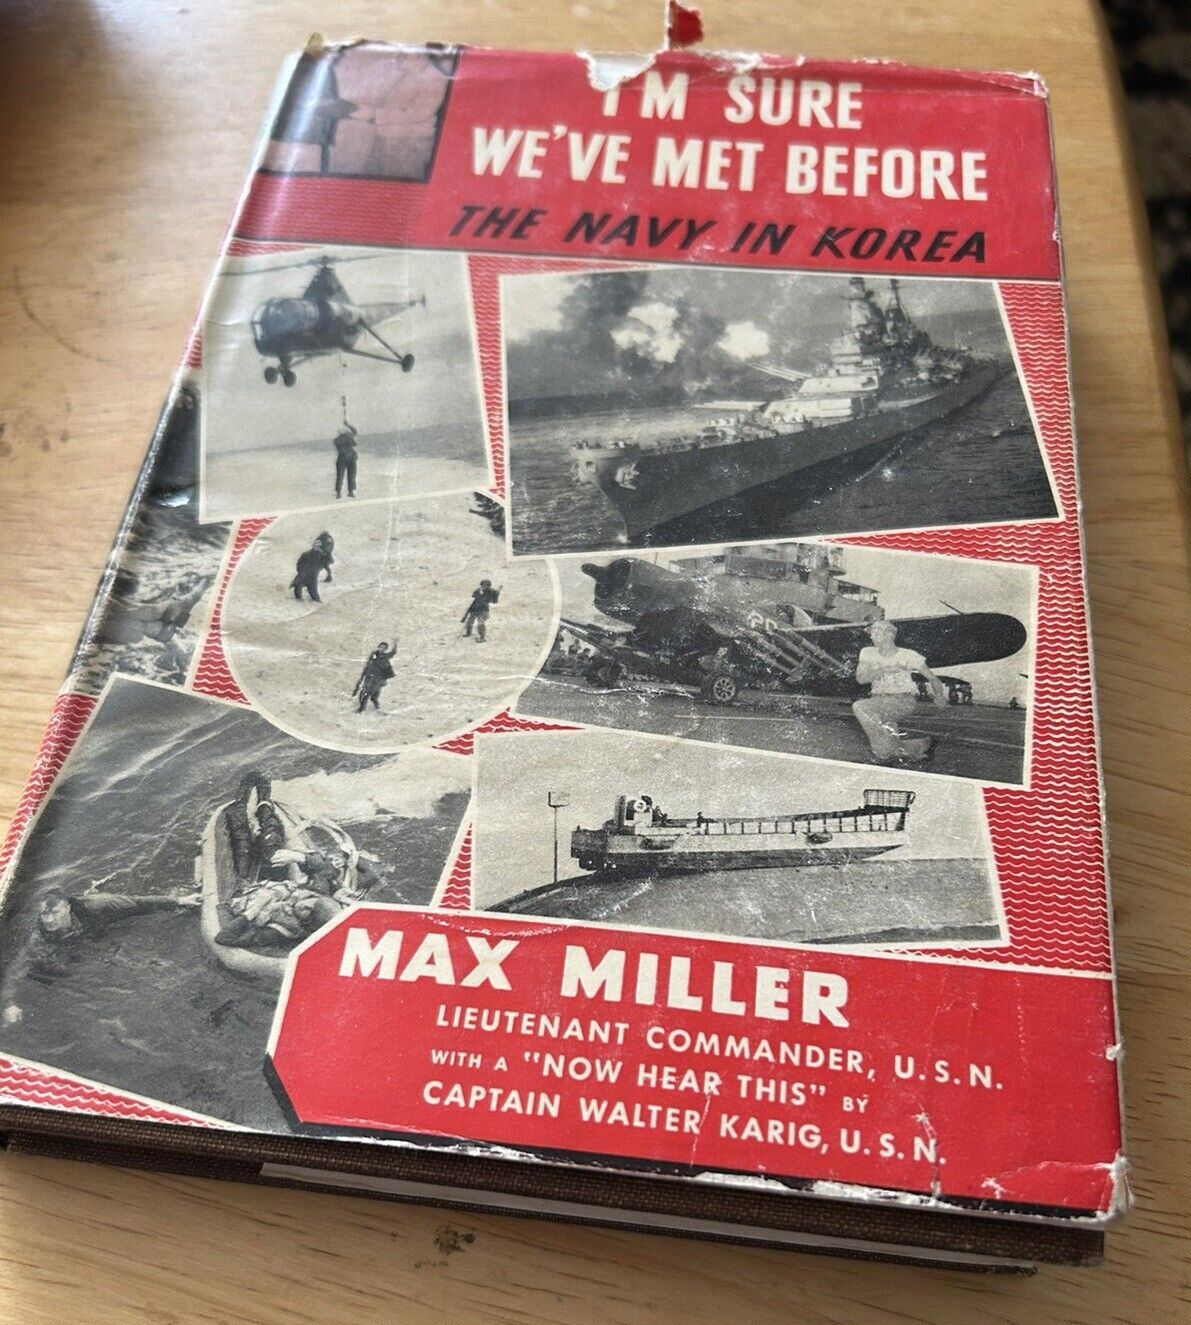 I'M SURE
WE'VE MET BEFORE
THE NAVY IN KOREA
MAX MILLER
LIEUTENANT COMMANDER, U.S.N.
WITH A "NOW HEAR THIS" BY
CAPTAIN WALTER KARIG, U.S.N.